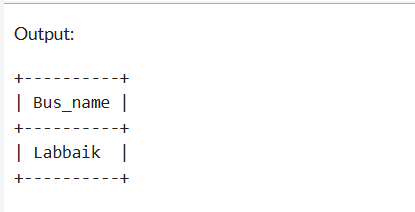 Output:
+----------+
| Bus_name |
+----------+
| Labbaik  |
+----------+